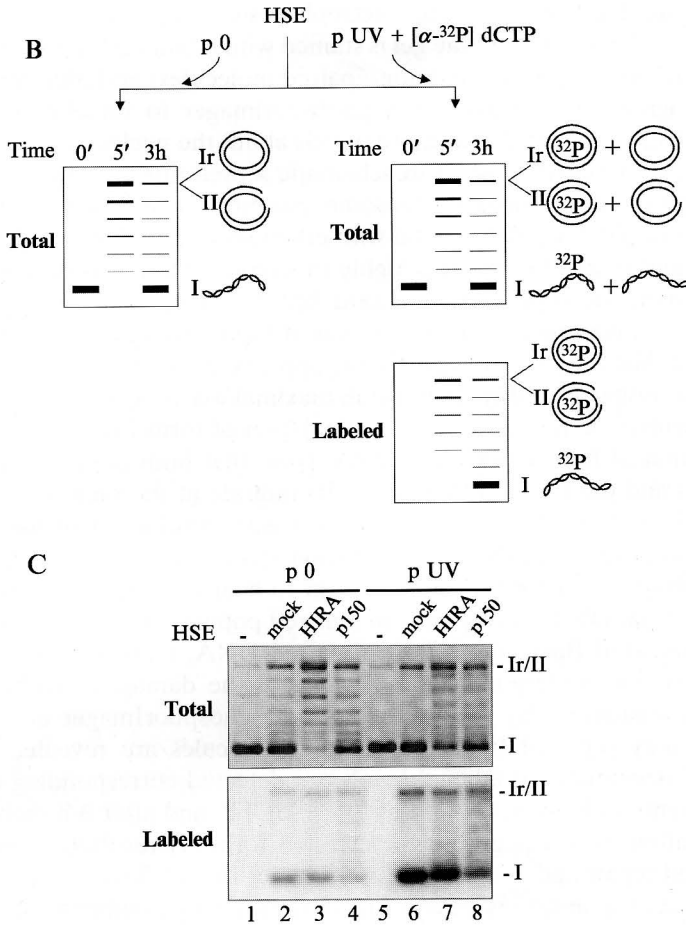 B
HSE
p 0
p UV + [α-³²P] dCTP
Time 0′ 5′ 3h
Ir
II
Total
I
Time 0′ 5′ 3h
Ir ³²P +
II ³²P +
Total
I ³²P +
Labeled
Ir ³²P
II ³²P
I ³²P
C
p 0 p UV
HSE - mock HIRA p150 - mock HIRA p150
Total
- Ir/II
- I
Labeled
- Ir/II
- I
1 2 3 4 5 6 7 8